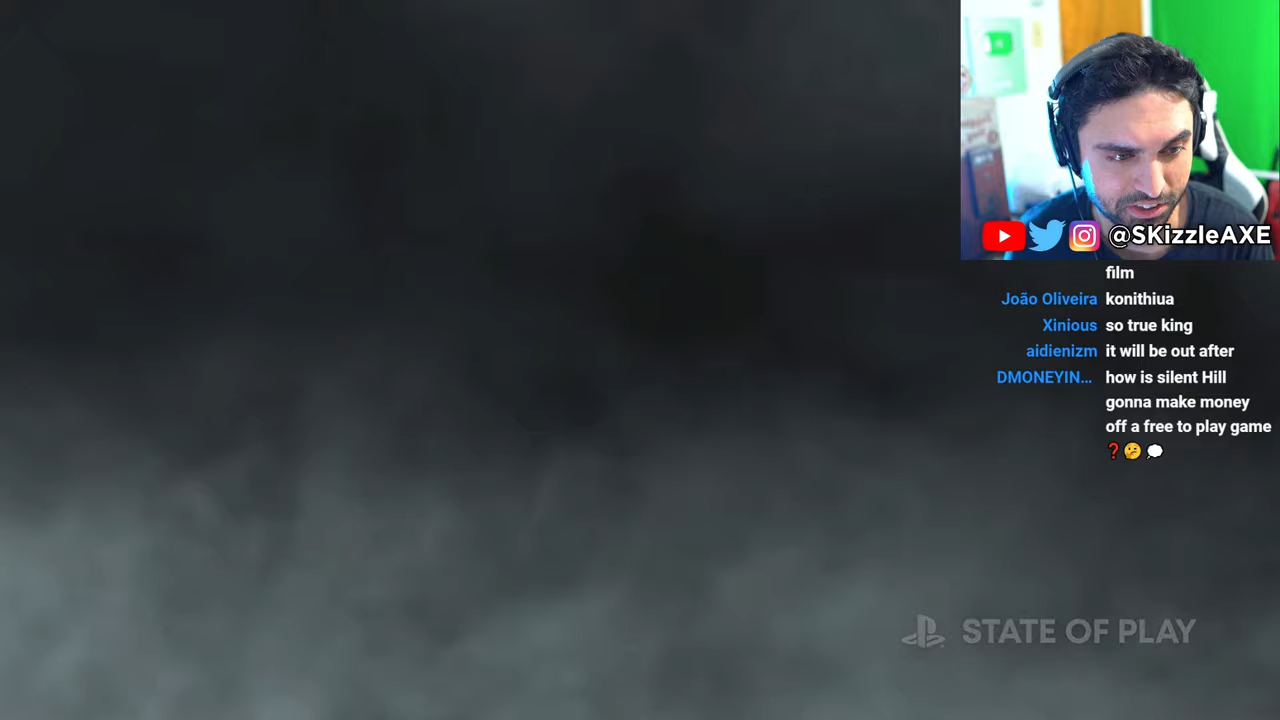 @SKizzleAXE
film
João Oliveira konithiua
Xinious so true king
aidienizm it will be out after
DMONEYIN... how is silent Hill
gonna make money
off a free to play game
❓🤔💭
STATE OF PLAY